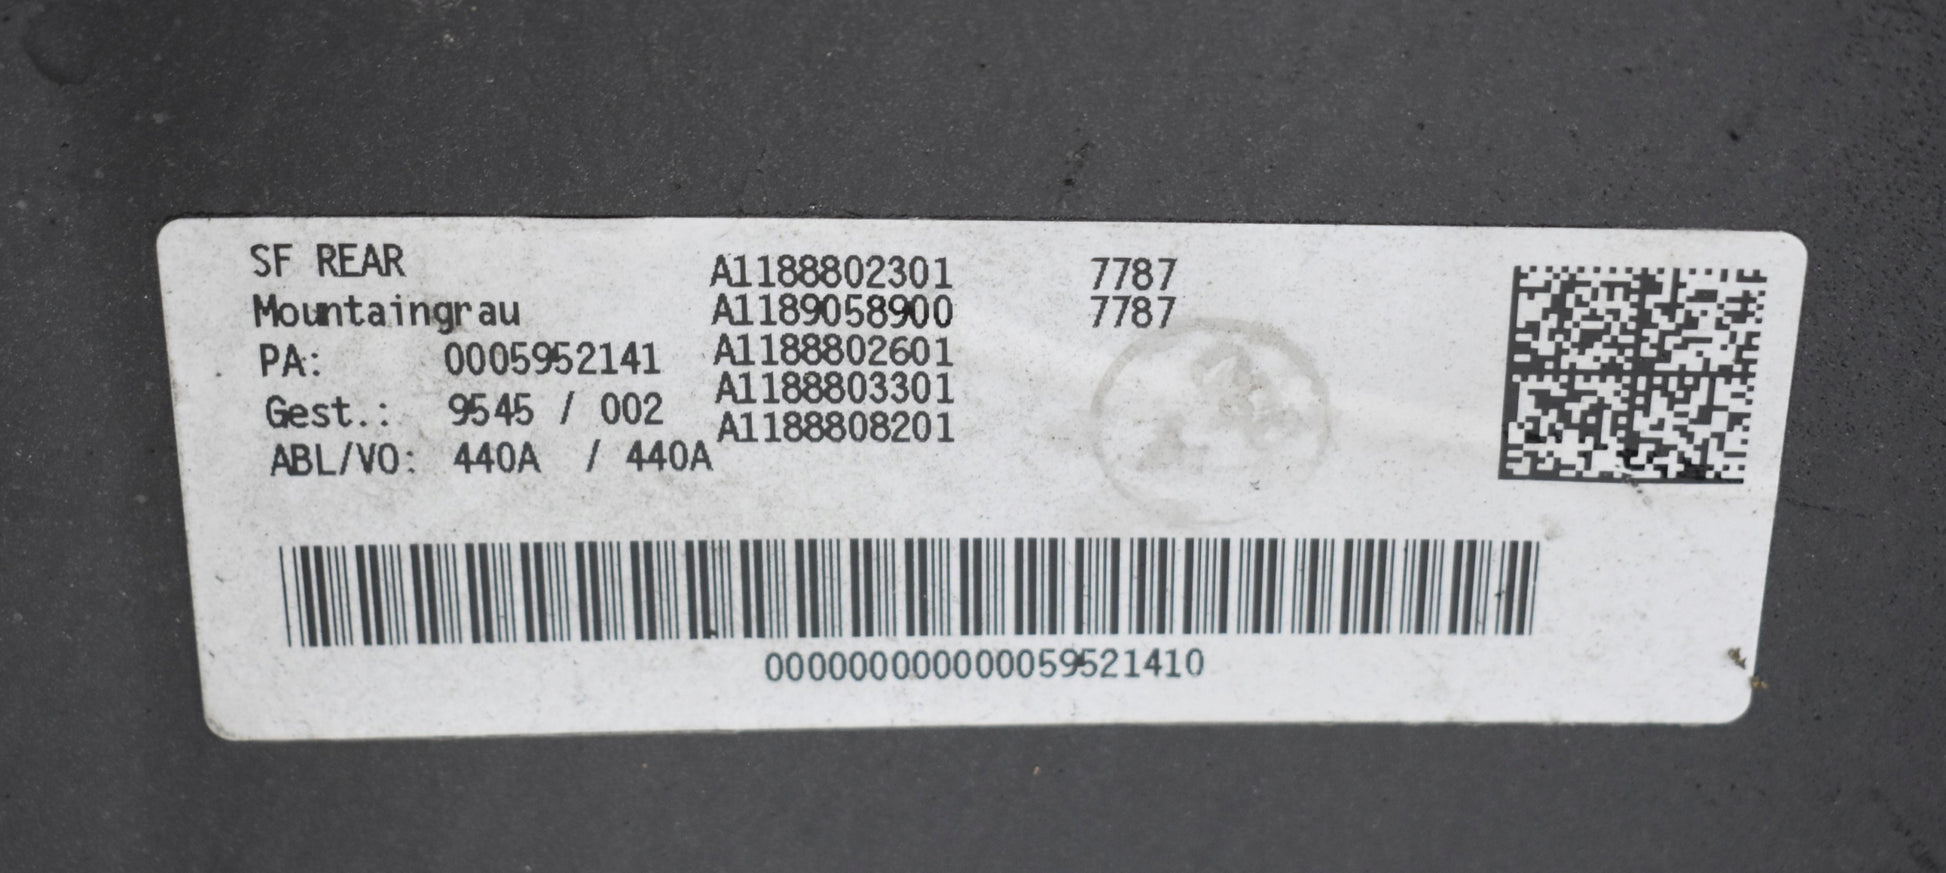 SF REAR
Mountaingrau
PA: 0005952141
Gest.: 9545 / 002
ABL/VO: 440A / 440A
A1188802301 7787
A1189058900 7787
A1188802601
A1188803301
A1188808201
000000000000059521410